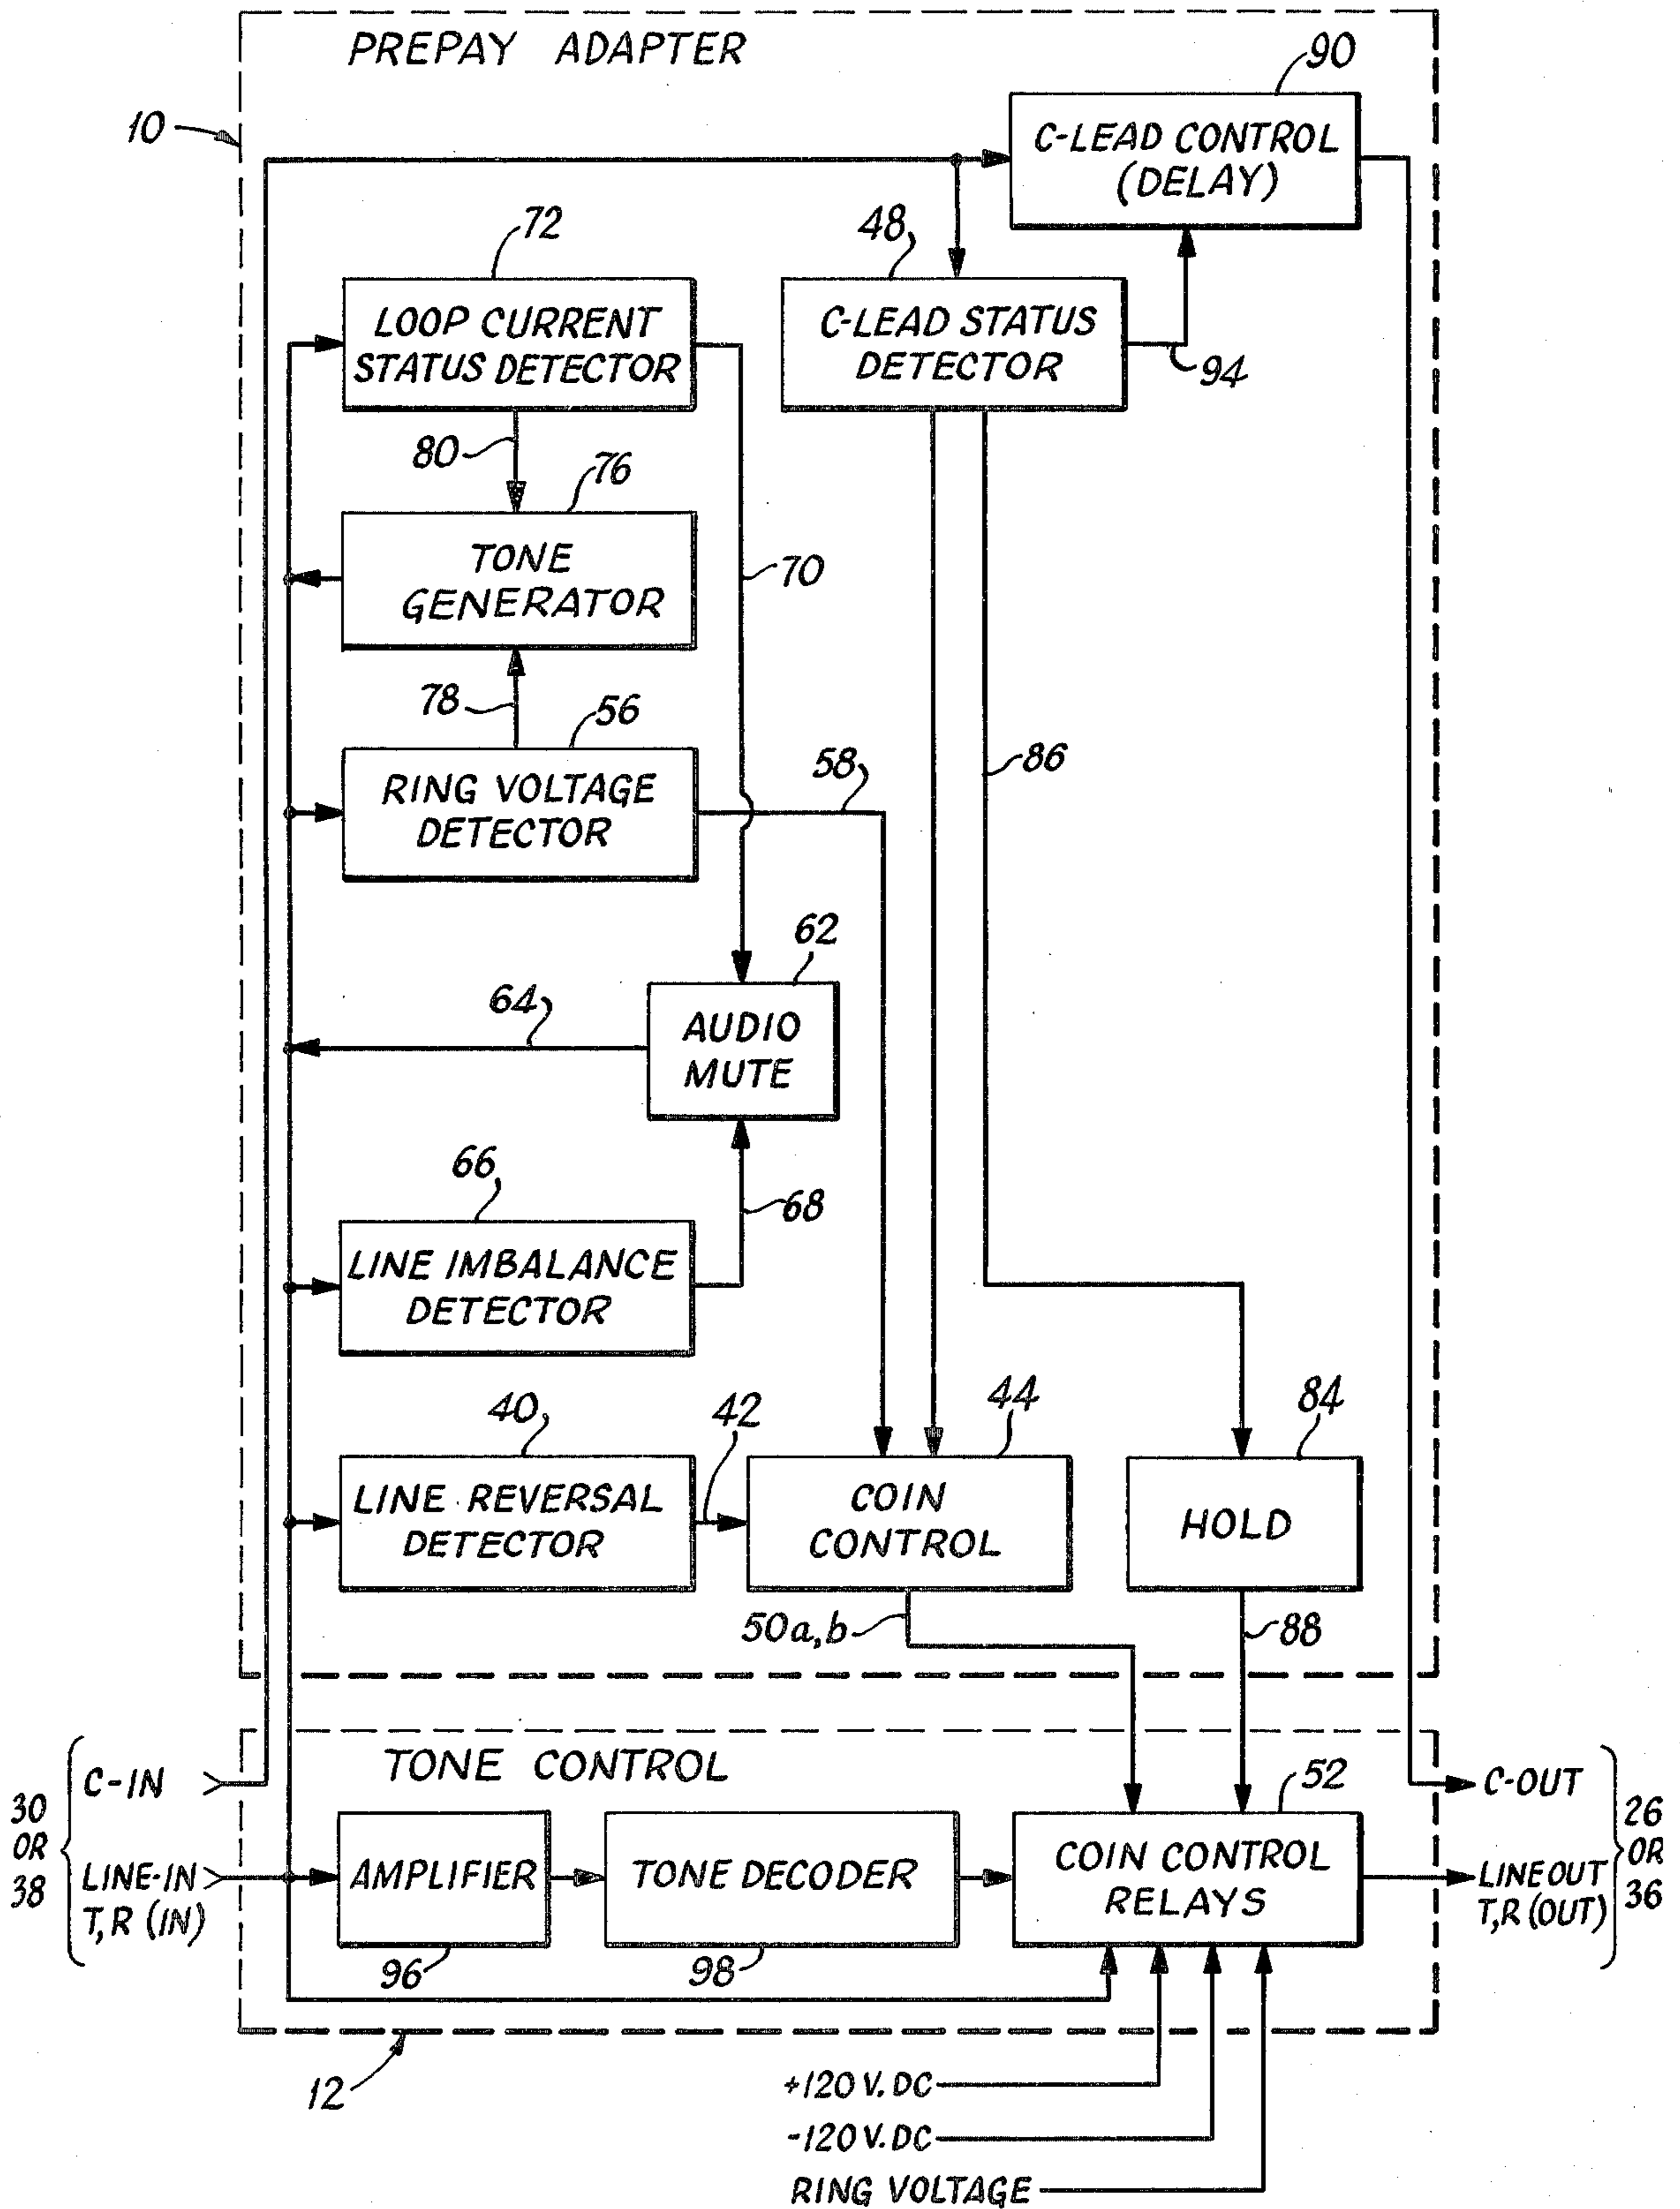 PREPAY ADAPTER
90
10
C-LEAD CONTROL
(DELAY)
72
48
LOOP CURRENT
STATUS DETECTOR
C-LEAD STATUS
DETECTOR
94
80
76
TONE
GENERATOR
70
78
56
58
86
RING VOLTAGE
DETECTOR
62
64
AUDIO
MUTE
66
68
LINE IMBALANCE
DETECTOR
40
42
44
84
LINE REVERSAL
DETECTOR
COIN
CONTROL
HOLD
50a,b
88
TONE CONTROL
52
C-IN
C-OUT
30
OR
38
26
OR
36
LINE-IN
T,R (IN)
AMPLIFIER
TONE DECODER
COIN CONTROL
RELAYS
LINE OUT
T,R (OUT)
96
98
12
+120 V. DC
-120 V. DC
RING VOLTAGE